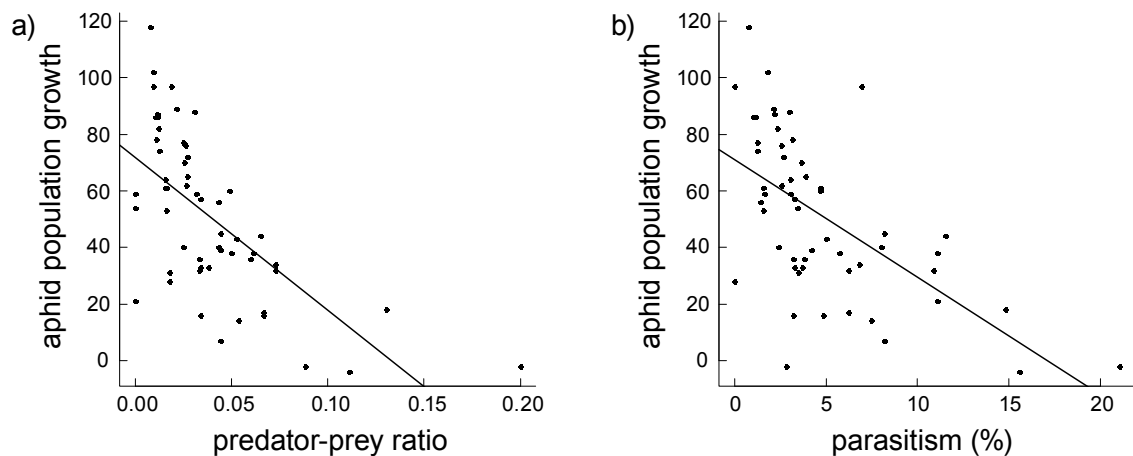 a)
aphid population growth
120
100
80
60
40
20
0
0.00 0.05 0.10 0.15 0.20
predator-prey ratio
b)
aphid population growth
120
100
80
60
40
20
0
0 5 10 15 20
parasitism (%)